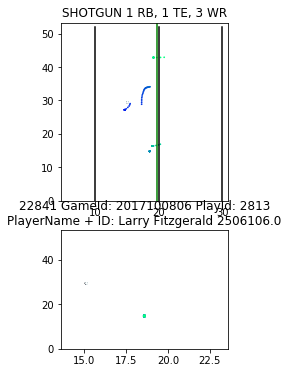 SHOTGUN 1 RB, 1 TE, 3 WR
50
40
30
20
10
0
10 20 30
22841 GameId: 2017100806 PlayId: 2813
PlayerName + ID: Larry Fitzgerald 2506106.0
40
20
0
15.0 17.5 20.0 22.5